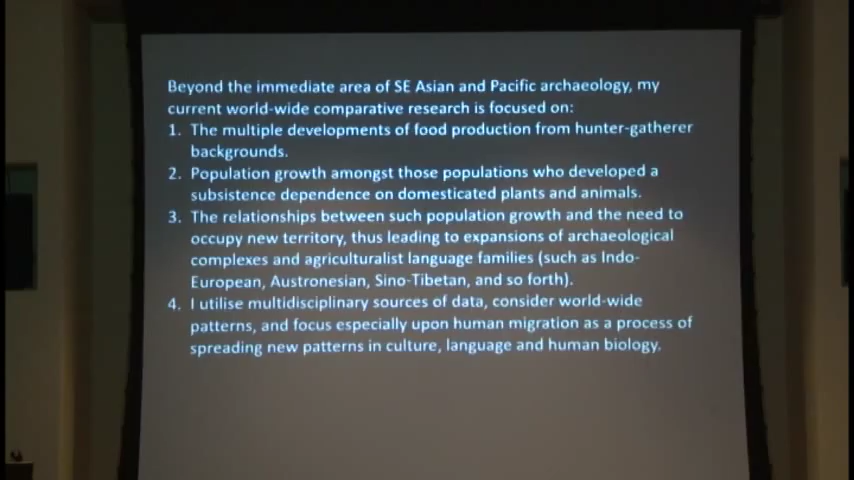 Beyond the immediate area of SE Asian and Pacific archaeology, my
current world-wide comparative research is focused on:
1. The multiple developments of food production from hunter-gatherer
backgrounds.
2. Population growth amongst those populations who developed a
subsistence dependence on domesticated plants and animals.
3. The relationships between such population growth and the need to
occupy new territory, thus leading to expansions of archaeological
complexes and agriculturalist language families (such as Indo-
European, Austronesian, Sino-Tibetan, and so forth).
4. I utilise multidisciplinary sources of data, consider world-wide
patterns, and focus especially upon human migration as a process of
spreading new patterns in culture, language and human biology.